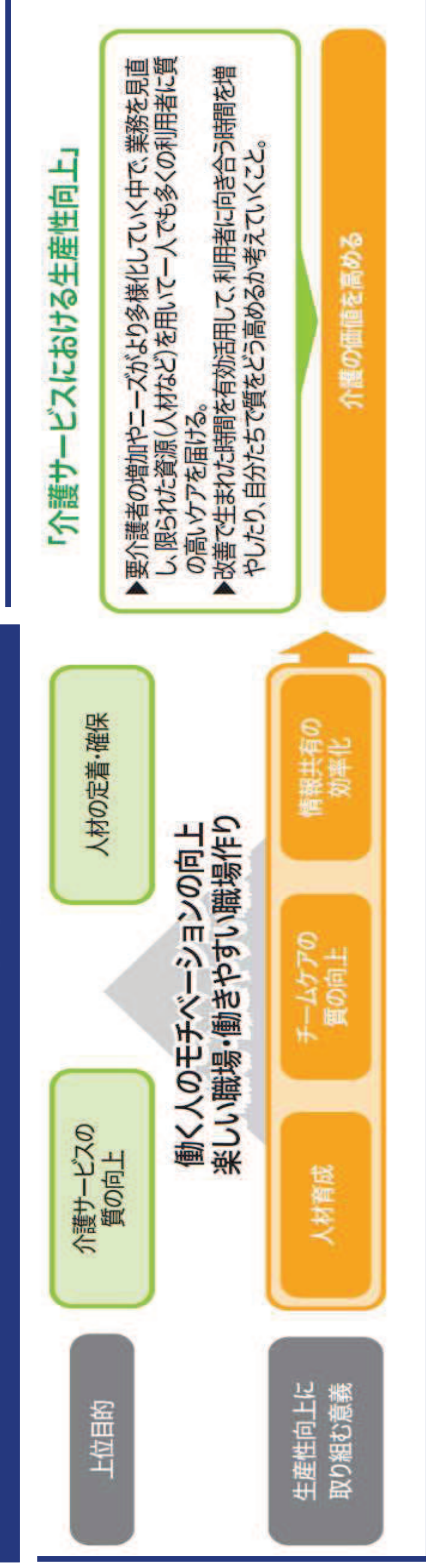 上位目的
介護サービスの
質の向上
人材の定着・確保
働く人のモチベーションの向上
楽しい職場・働きやすい職場作り
生産性向上に
取り組む意義
人材育成
チームケアの
質の向上
情報共有の
効率化
「介護サービスにおける生産性向上」
▶要介護者の増加やニーズがより多様化していく中で、業務を見直
し、限られた資源(人材など)を用いて一人でも多くの利用者に質
の高いケアを届ける。
▶改善で生まれた時間を有効活用して、利用者に向き合う時間を増
やしたり、自分たちで質をどう高めるか考えていくこと。
介護の価値を高める